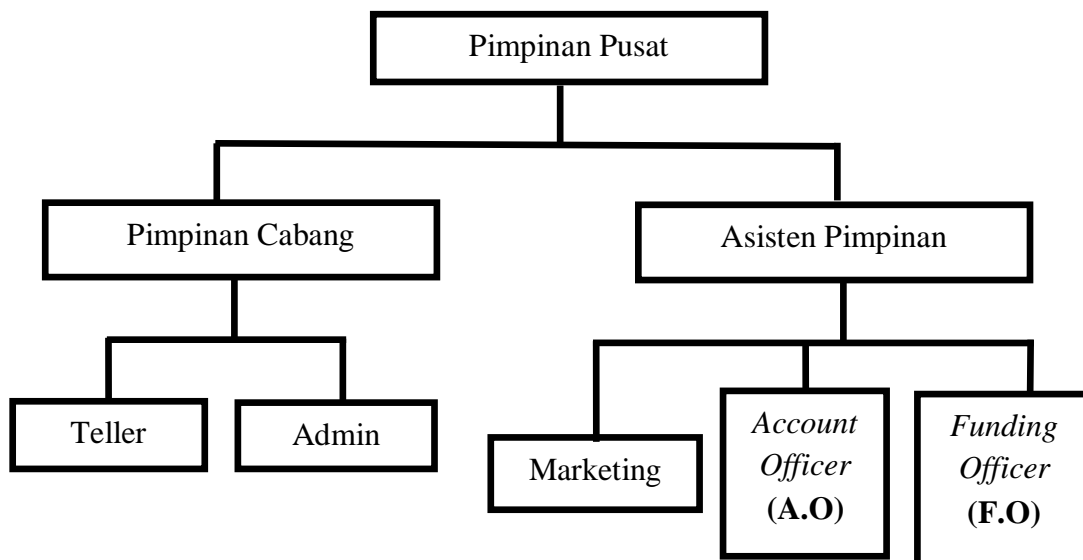 Pimpinan Pusat
Pimpinan Cabang
Asisten Pimpinan
Teller
Admin
Marketing
Account
Officer
(A.O)
Funding
Officer
(F.O)